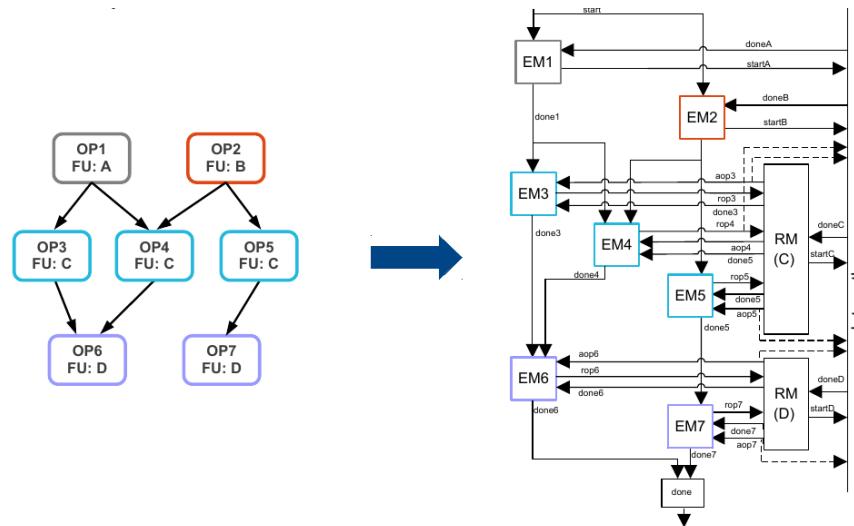 OP1
FU: A
OP2
FU: B
OP3
FU: C
OP4
FU: C
OP5
FU: C
OP6
FU: D
OP7
FU: D
start
doneA
EM1
startA
doneB
done1
EM2
startB
aop3
EM3
rop3
done3
rop4
done3
RM
(C)
doneC
EM4
aop4
startC
done5
done4
rop5
EM5
done5
aop5
done5
aop6
EM6
rop6
done6
RM
(D)
doneD
done6
rop7
startD
EM7
done7
aop7
done7
done